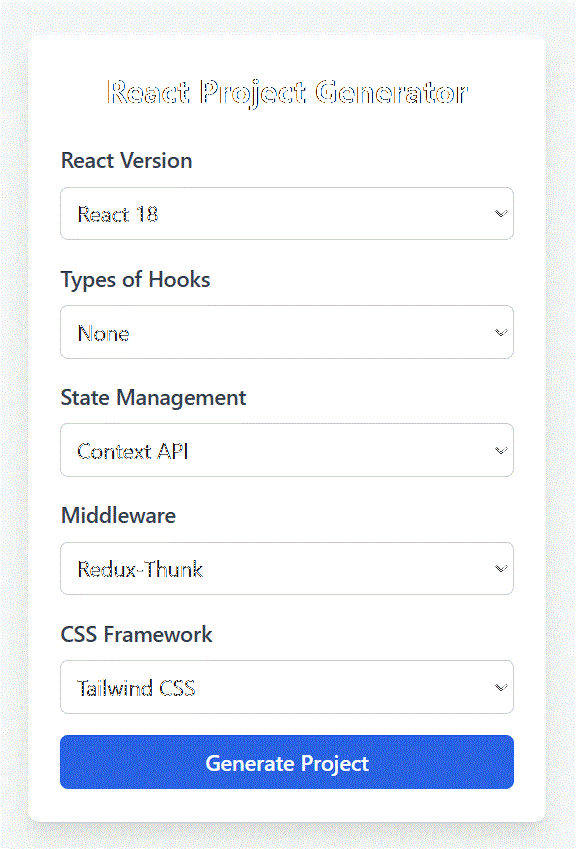 React Project Generator
React Version
React 18
Types of Hooks
None
State Management
Context API
Middleware
Redux-Thunk
CSS Framework
Tailwind CSS
Generate Project